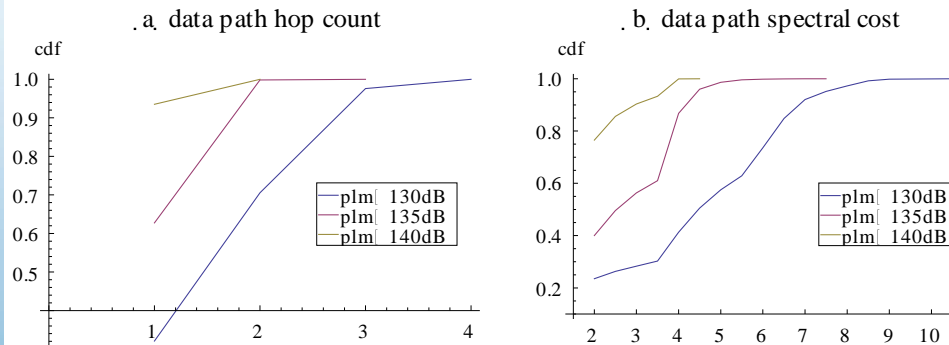 .a. data path hop count
cdf
1.0
0.9
0.8
0.7
0.6
0.5
1 2 3 4
plm[ 130dB
plm[ 135dB
plm[ 140dB
.b. data path spectral cost
cdf
1.0
0.8
0.6
0.4
0.2
2 3 4 5 6 7 8 9 10
plm[ 130dB
plm[ 135dB
plm[ 140dB